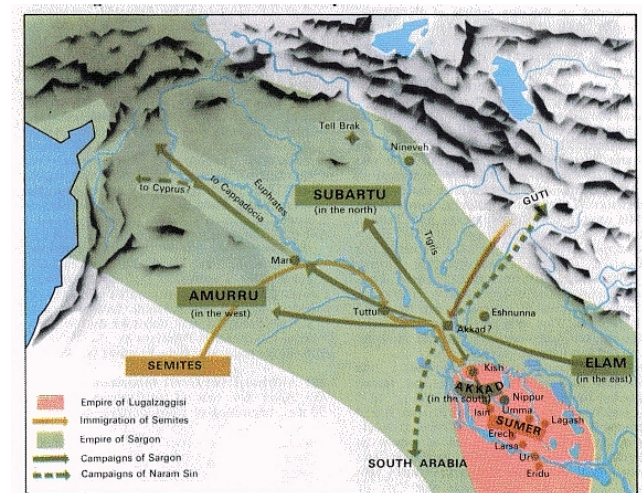 Tell Brak
Nineveh
to Cyprus?
to Cappadocia
Euphrates
SUBARTU
(in the north)
GUTI
Tigris
Mari
AMURRU
(in the west)
Tuttul
Eshnunna
Akkad?
SEMITES
ELAM
(in the east)
Kish
AKKAD
(in the south)
Nippur
Isin
Umma
Lagash
SUMER
Erech
Larsa
Ur
Eridu
SOUTH ARABIA
Empire of Lugalzaggisi
Immigration of Semites
Empire of Sargon
Campaigns of Sargon
Campaigns of Naram Sin